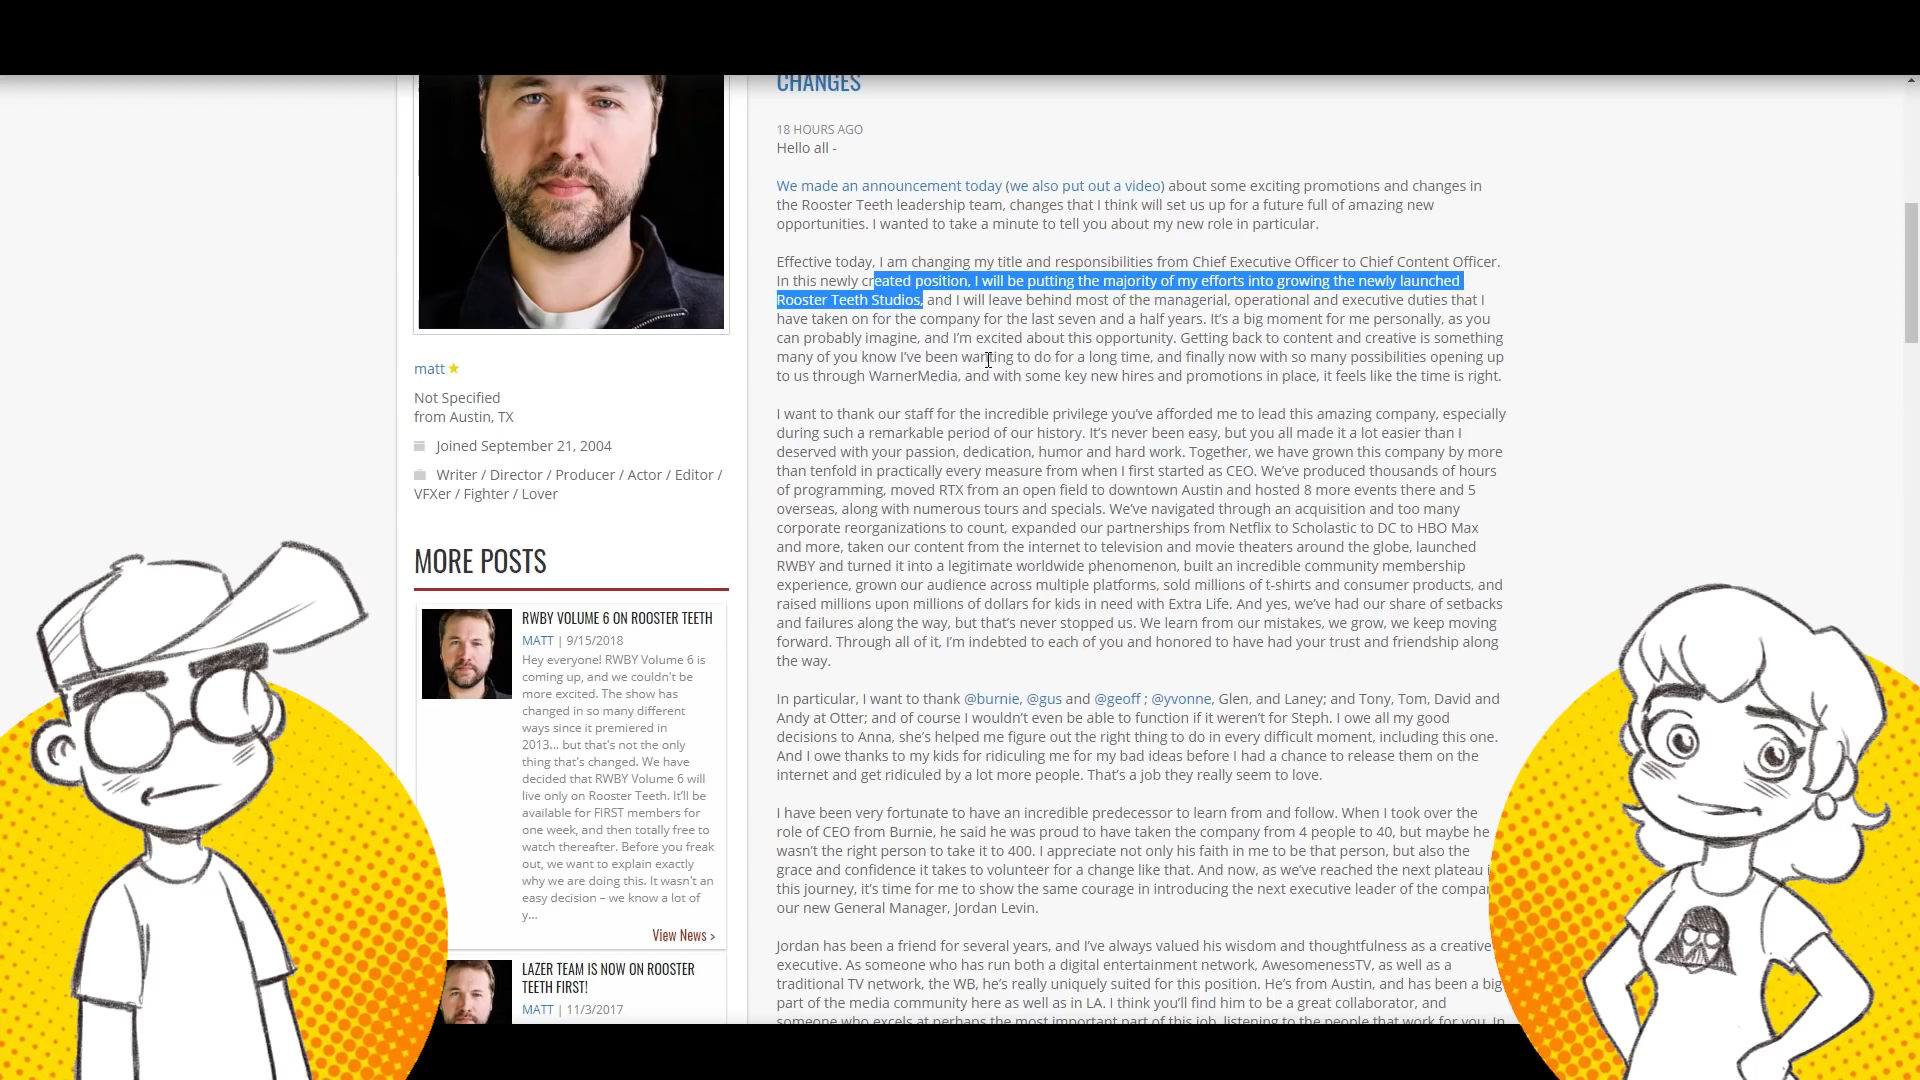 CHANGES
18 HOURS AGO
Hello all -
We made an announcement today (we also put out a video) about some exciting promotions and changes in
the Rooster Teeth leadership team, changes that I think will set us up for a future full of amazing new
opportunities. I wanted to take a minute to tell you about my new role in particular.
Effective today, I am changing my title and responsibilities from Chief Executive Officer to Chief Content Officer.
In this newly created position, I will be putting the majority of my efforts into growing the newly launched
Rooster Teeth Studios, and I will leave behind most of the managerial, operational and executive duties that I
have taken on for the company for the last seven and a half years. It’s a big moment for me personally, as you
can probably imagine, and I’m excited about this opportunity. Getting back to content and creative is something
many of you know I’ve been wanting to do for a long time, and finally now with so many possibilities opening up
to us through WarnerMedia, and with some key new hires and promotions in place, it feels like the time is right.
I want to thank our staff for the incredible privilege you’ve afforded me to lead this amazing company, especially
during such a remarkable period of our history. It’s never been easy, but you all made it a lot easier than I
deserved with your passion, dedication, humor and hard work. Together, we have grown this company by more
than tenfold in practically every measure from when I first started as CEO. We’ve produced thousands of hours
of programming, moved RTX from an open field to downtown Austin and hosted 8 more events there and 5
overseas, along with numerous tours and specials. We’ve navigated through an acquisition and too many
corporate reorganizations to count, expanded our partnerships from Netflix to Scholastic to DC to HBO Max
and more, taken our content from the internet to television and movie theaters around the globe, launched
RWBY and turned it into a legitimate worldwide phenomenon, built an incredible community membership
experience, grown our audience across multiple platforms, sold millions of t-shirts and consumer products, and
raised millions upon millions of dollars for kids in need with Extra Life. And yes, we’ve had our share of setbacks
and failures along the way, but that’s never stopped us. We learn from our mistakes, we grow, we keep moving
forward. Through all of it, I’m indebted to each of you and honored to have had your trust and friendship along
the way.
In particular, I want to thank @burnie, @gus and @geoff ; @yvonne, Glen, and Laney; and Tony, Tom, David and
Andy at Otter; and of course I wouldn’t even be able to function if it weren’t for Steph. I owe all my good
decisions to Anna, she’s helped me figure out the right thing to do in every difficult moment, including this one.
And I owe thanks to my kids for ridiculing me for my bad ideas before I had a chance to release them on the
internet and get ridiculed by a lot more people. That’s a job they really seem to love.
I have been very fortunate to have an incredible predecessor to learn from and follow. When I took over the
role of CEO from Burnie, he said he was proud to have taken the company from 4 people to 40, but maybe he
wasn’t the right person to take it to 400. I appreciate not only his faith in me to be that person, but also the
grace and confidence it takes to volunteer for a change like that. And now, as we’ve reached the next plateau
this journey, it’s time for me to show the same courage in introducing the next executive leader of the
our new General Manager, Jordan Levin.
Jordan has been a friend for several years, and I’ve always valued his wisdom and thoughtfulness as a creative
executive. As someone who has run both a digital entertainment network, AwesomenessTV, as well as a
traditional TV network, the WB, he’s really uniquely suited for this position. He’s from Austin, and has been a big
part of the media community here as well as in LA. I think you’ll find him to be a great collaborator, and
someone who excels at perhaps the most important part of this job, listening to the people that work for you. In
matt
Not Specified
from Austin, TX
Joined September 21, 2004
Writer / Director / Producer / Actor / Editor /
VFXer / Fighter / Lover
MORE POSTS
RWBY VOLUME 6 ON ROOSTER TEETH
MATT | 9/15/2018
Hey everyone! RWBY Volume 6 is
coming up, and we couldn't be
more excited. The show has
changed in so many different
ways since it premiered in
2013... but that's not the only
thing that's changed. We have
decided that RWBY Volume 6 will
live only on Rooster Teeth. It'll be
available for FIRST members for
one week, and then totally free to
watch thereafter. Before you freak
out, we want to explain exactly
why we are doing this. It wasn't an
easy decision – we know a lot of
y...
View News >
LAZER TEAM IS NOW ON ROOSTER
TEETH FIRST!
MATT | 11/3/2017